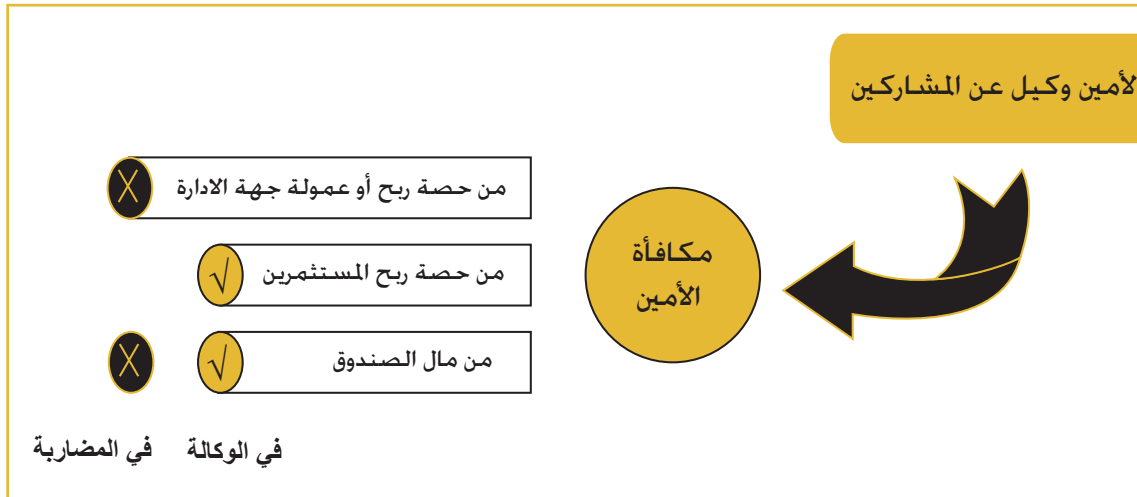 لأمين وكيل عن المشاركين
مكافأة
الأمين
من حصة ربح أو عمولة جهة الادارة X
من حصة ربح المستثمرين √
من مال الصندوق √ X
في الوكالة في المضاربة